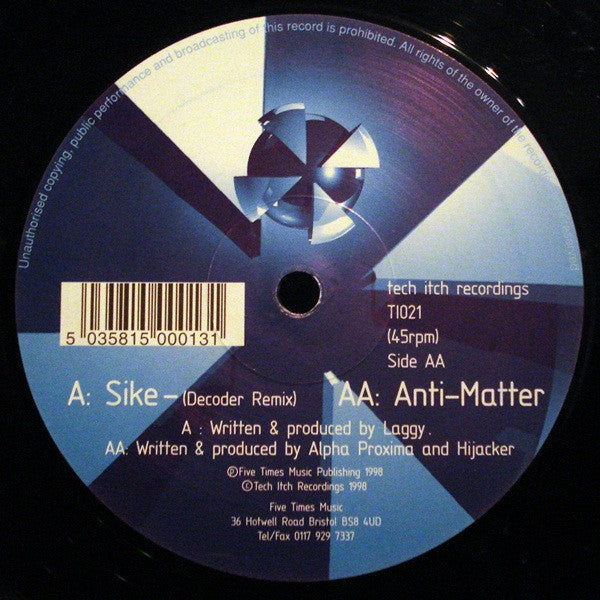 Unauthorised copying, public performance and broadcasting of this record is prohibited. All rights of the owner of the recorded
tech itch recordings
TI021
(45rpm)
Side AA
5 035815 000131
A: Sike – (Decoder Remix) AA: Anti-Matter
A : Written & produced by Laggy.
AA: Written & produced by Alpha Proxima and Hijacker
℗Five Times Music Publishing 1998
©Tech Itch Recordings 1998
Five Times Music
36 Hotwell Road Bristol BS8 4UD
Tel/Fax 0117 929 7337